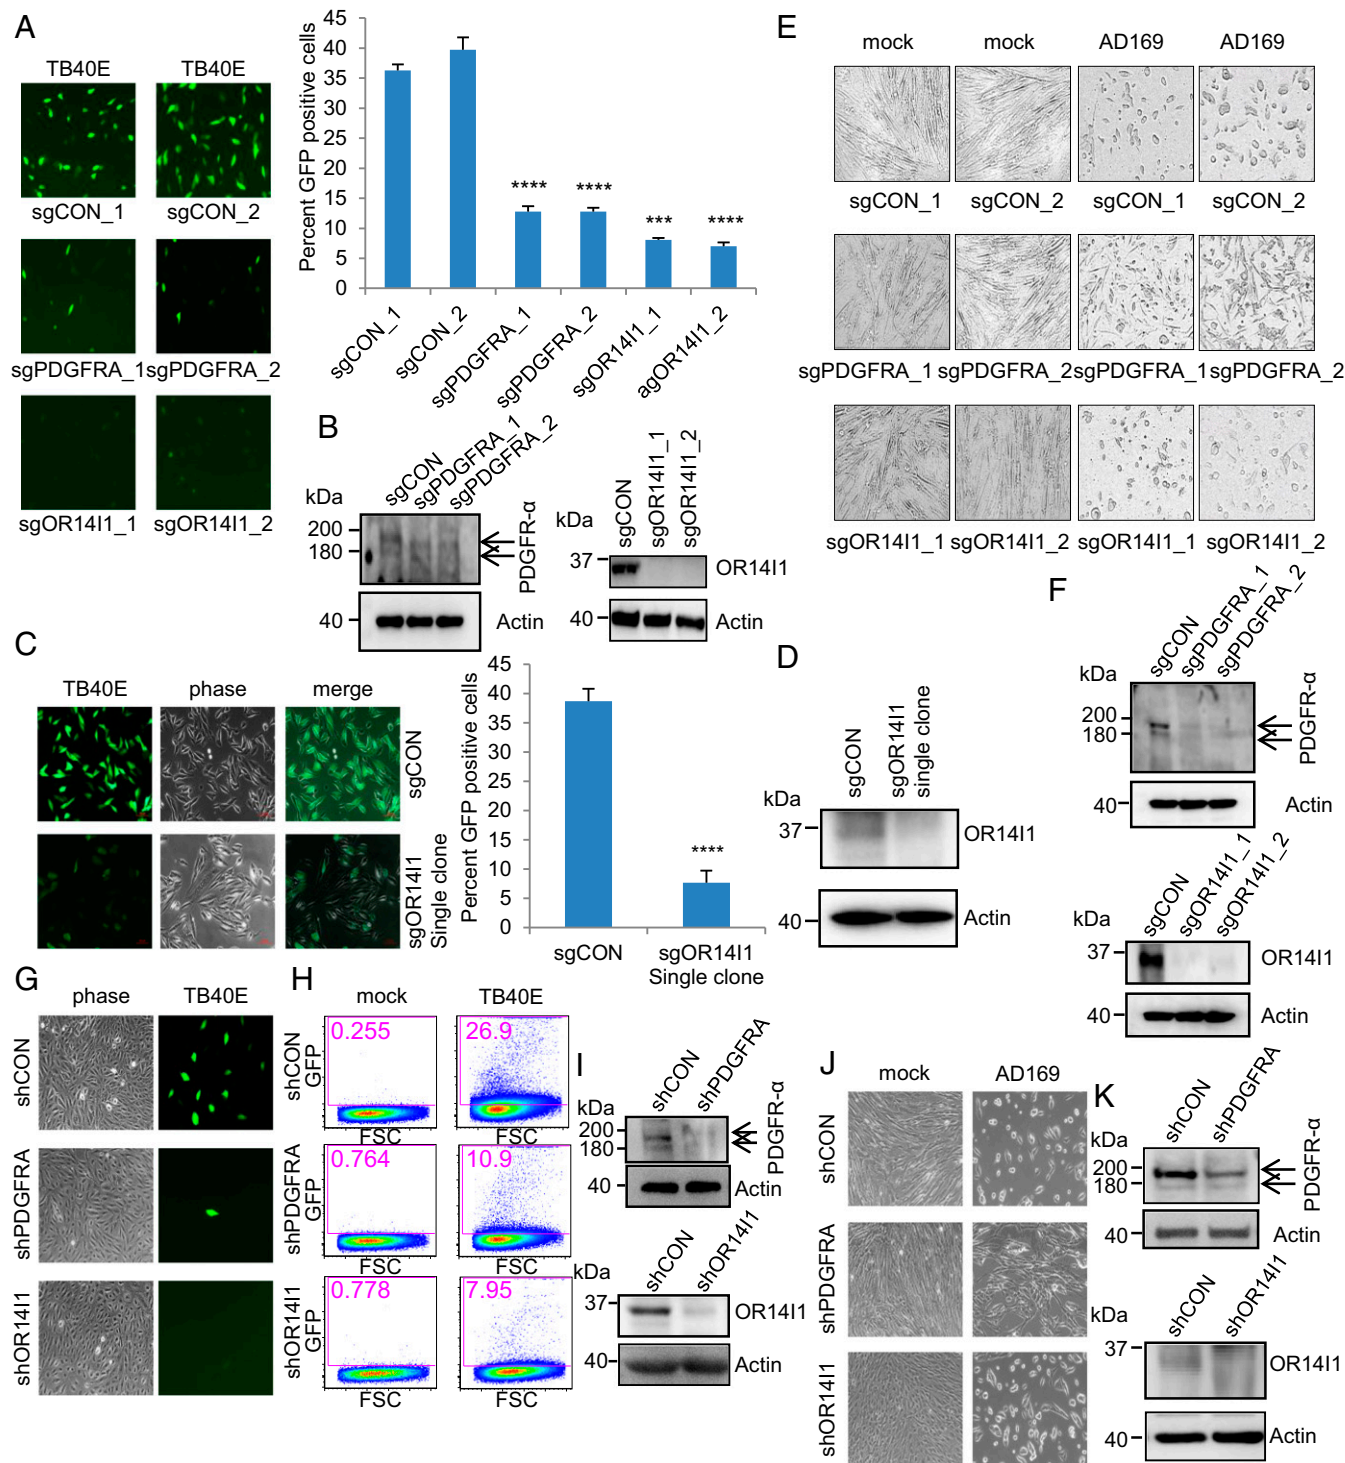 A
TB40E TB40E
sgCON_1 sgCON_2
sgPDGFRA_1 sgPDGFRA_2
sgOR14I1_1 sgOR14I1_2
Percent GFP positive cells
45
40
35
30
25
20
15
10
5
0
**** **** *** ****
sgCON_1 sgCON_2 sgPDGFRA_1 sgPDGFRA_2 sgOR14I1_1 agOR14I1_2
B
sgCON sgPDGFRA_1 sgPDGFRA_2
kDa
200
180
PDGFR-α
40 Actin
sgCON sgOR14I1_1 sgOR14I1_2
kDa
37 OR14I1
40 Actin
C
TB40E phase merge
sgCON
sgOR14I1
Single clone
Percent GFP positive cells
45
40
35
30
25
20
15
10
5
0
****
sgCON sgOR14I1
Single clone
D
sgCON sgOR14I1
single clone
kDa
37 OR14I1
40 Actin
E
mock mock AD169 AD169
sgCON_1 sgCON_2 sgCON_1 sgCON_2
sgPDGFRA_1 sgPDGFRA_2 sgPDGFRA_1 sgPDGFRA_2
sgOR14I1_1 sgOR14I1_2 sgOR14I1_1 sgOR14I1_2
F
sgCON sgPDGFRA_1 sgPDGFRA_2
kDa
200
180
PDGFR-α
40 Actin
sgCON sgOR14I1_1 sgOR14I1_2
kDa
37 OR14I1
40 Actin
G
phase TB40E
shCON
shPDGFRA
shOR14I1
H
mock TB40E
shCON
GFP
0.255 26.9
FSC FSC
shPDGFRA
GFP
0.764 10.9
FSC FSC
shOR14I1
GFP
0.778 7.95
FSC FSC
I
shCON shPDGFRA
kDa
200
180
PDGFR-α
40 Actin
shCON shOR14I1
kDa
37 OR14I1
40 Actin
J
mock AD169
shCON
shPDGFRA
shOR14I1
K
shCON shPDGFRA
kDa
200
180
PDGFR-α
40 Actin
shCON shOR14I1
kDa
37
OR14I1
40 Actin